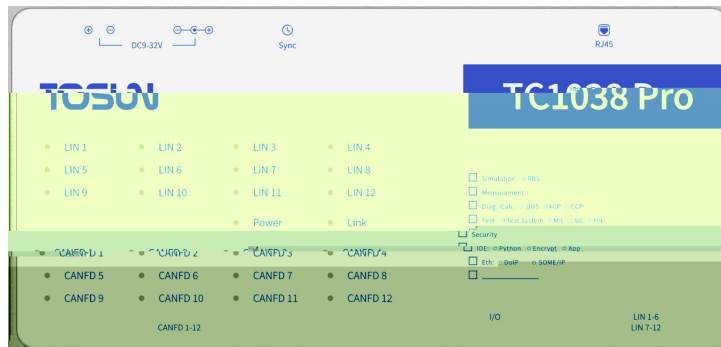 DC9-32V
Sync
RJ45
TOSUN
TC1038 Pro
LIN 1 LIN 2 LIN 3 LIN 4
LIN 5 LIN 6 LIN 7 LIN 8
LIN 9 LIN 10 LIN 11 LIN 12
Power Link
CANFD 1 CANFD 2 CANFD 3 CANFD 4
CANFD 5 CANFD 6 CANFD 7 CANFD 8
CANFD 9 CANFD 10 CANFD 11 CANFD 12
CANFD 1-12
Simulation: RBS
Measurement
Diag./Cali.: UDS XCP CCP
Test: Test System MIL SIL HIL
Security
IDE: Python Encrypt App
Eth: DoIP SOME/IP
I/O
LIN 1-6
LIN 7-12